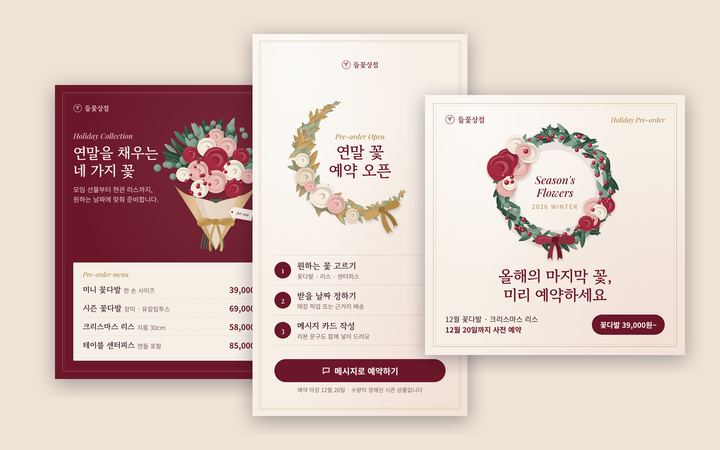 들꽃상점
Holiday Collection
연말을 채우는
네 가지 꽃
모임 선물부터 현관 리스까지,
원하는 날짜에 맞춰 준비합니다.
for you
Pre-order menu
미니 꽃다발 한 손 사이즈 39,000
시즌 꽃다발 장미 · 유칼립투스 69,000
크리스마스 리스 지름 30cm 58,000
테이블 센터피스 캔들 포함 85,000
들꽃상점
Pre-order Open
연말 꽃
예약 오픈
1 원하는 꽃 고르기
꽃다발 · 리스 · 센터피스
2 받을 날짜 정하기
매장 픽업 또는 근거리 배송
3 메시지 카드 작성
리본 문구도 함께 넣어 드려요
메시지로 예약하기
예약 마감 12월 20일 · 수량이 정해진 시즌 상품입니다
들꽃상점
Holiday Pre-order
Season's
Flowers
2026 WINTER
올해의 마지막 꽃,
미리 예약하세요
12월 꽃다발 · 크리스마스 리스
12월 20일까지 사전 예약
꽃다발 39,000원~